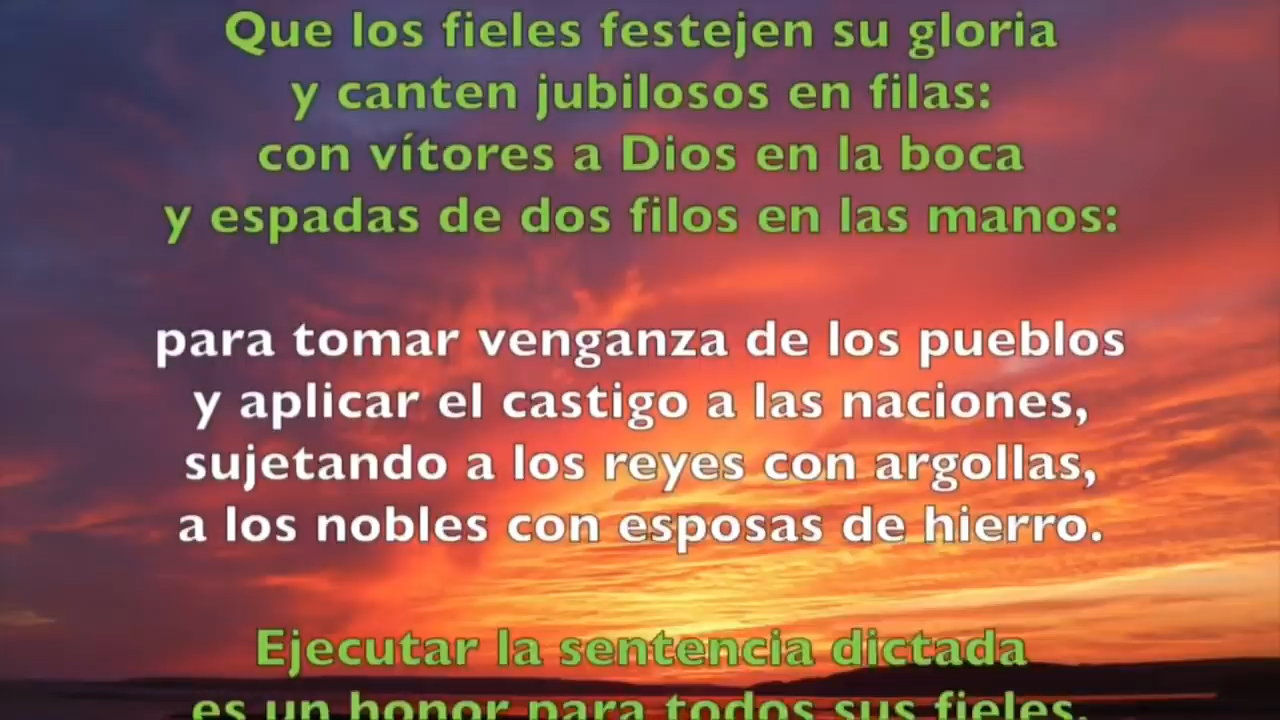 Que los fieles festejen su gloria
y canten jubilosos en filas:
con vítores a Dios en la boca
y espadas de dos filos en las manos:
para tomar venganza de los pueblos
y aplicar el castigo a las naciones,
sujetando a los reyes con argollas,
a los nobles con esposas de hierro.
Ejecutar la sentencia dictada
es un honor para todos sus fieles.